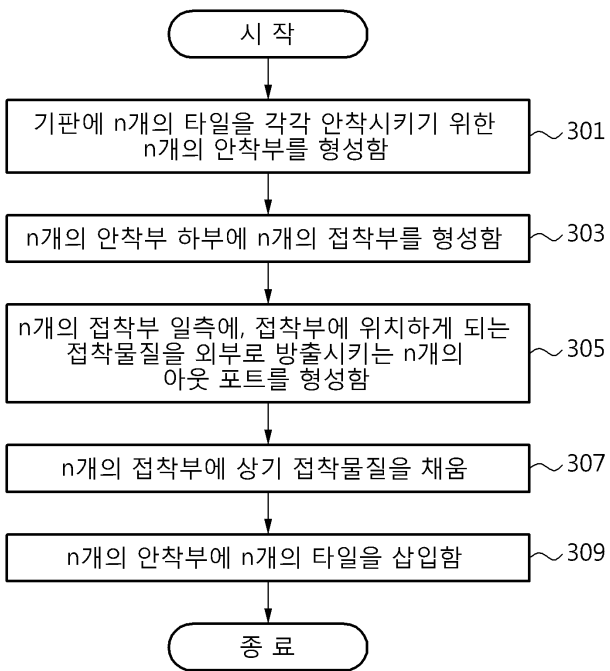 시 작
기판에 n개의 타일을 각각 안착시키기 위한
n개의 안착부를 형성함
301
n개의 안착부 하부에 n개의 접착부를 형성함
303
n개의 접착부 일측에, 접착부에 위치하게 되는
접착물질을 외부로 방출시키는 n개의
아웃 포트를 형성함
305
n개의 접착부에 상기 접착물질을 채움
307
n개의 안착부에 n개의 타일을 삽입함
309
종 료